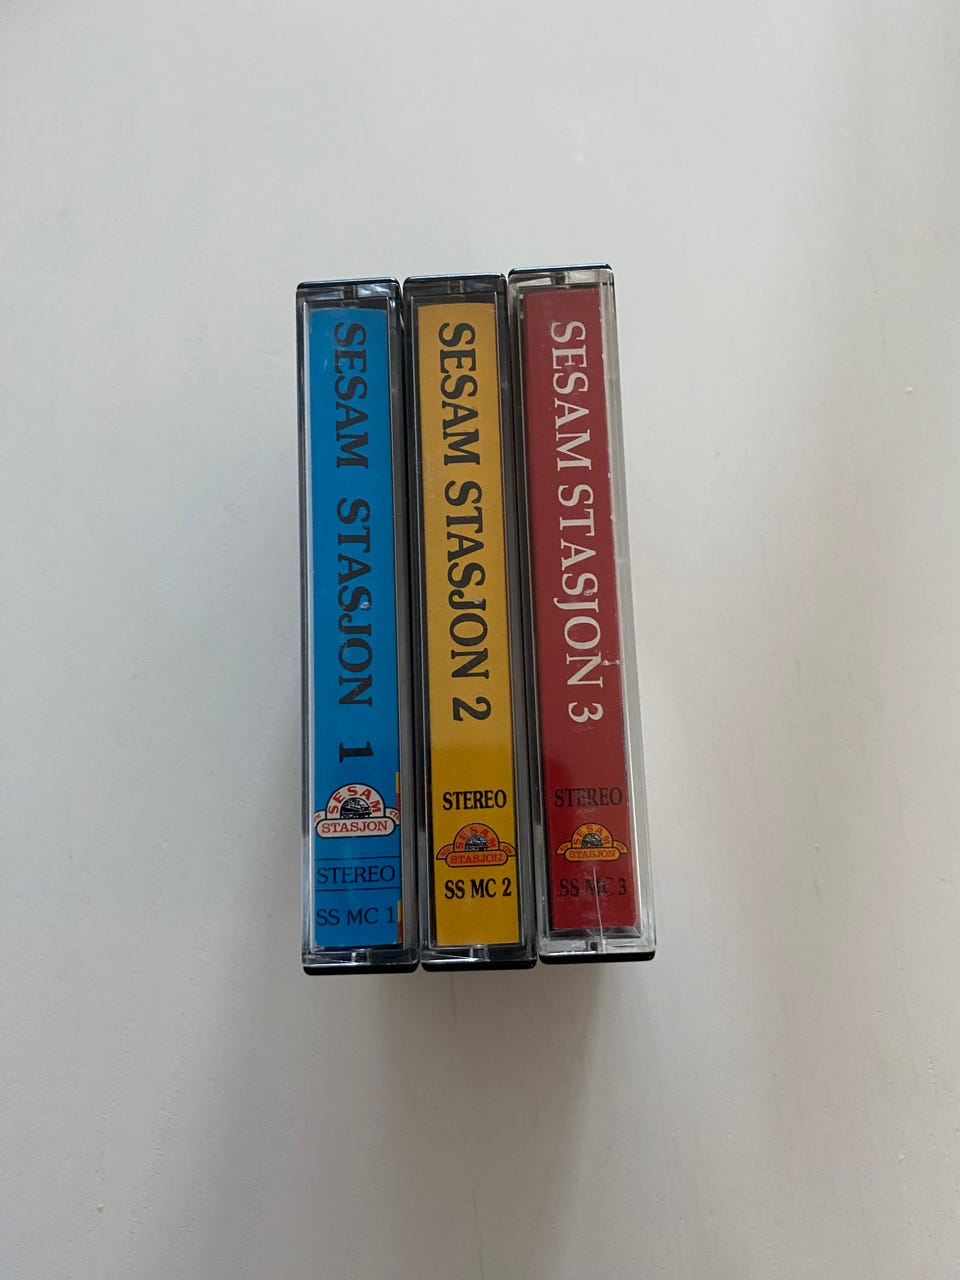 SESAM STASJON 1
SESAM
STASJON
STEREO
SS MC 1
SESAM STASJON 2
STEREO
SESAM
STASJON
SS MC 2
SESAM STASJON 3
STEREO
SESAM
STASJON
SS MC 3